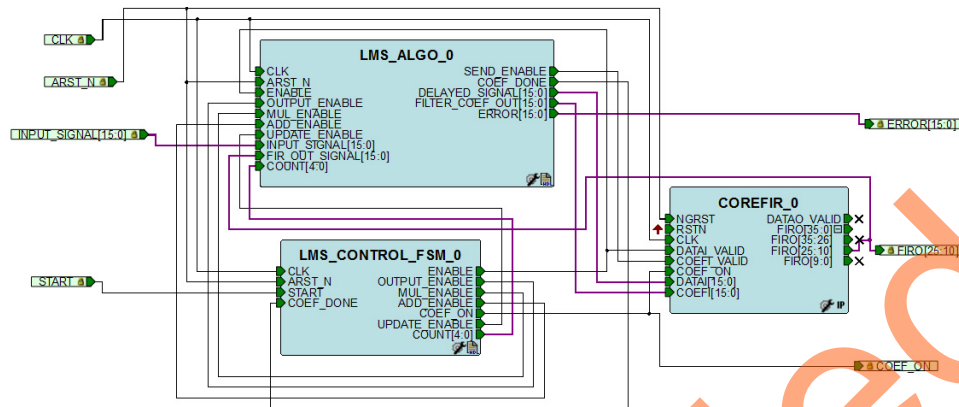 CLK
ARST_N
INPUT_SIGNAL[15:0]
START
LMS_ALGO_0
CLK
ARST_N
ENABLE
OUTPUT_ENABLE
MUL_ENABLE
ADD_ENABLE
UPDATE_ENABLE
INPUT_SIGNAL[15:0]
FIR_OUT_SIGNAL[15:0]
COUNT[4:0]
SEND_ENABLE
COEF_DONE
DELAYED_SIGNAL[15:0]
FILTER_COEF_OUT[15:0]
ERROR[15:0]
HDL
LMS_CONTROL_FSM_0
CLK
ARST_N
START
COEF_DONE
ENABLE
OUTPUT_ENABLE
MUL_ENABLE
ADD_ENABLE
COEF_ON
UPDATE_ENABLE
COUNT[4:0]
HDL
COREFIR_0
NGRST
RSTN
CLK
DATAI_VALID
COEFI_VALID
COEF_ON
DATAI[15:0]
COEFI[15:0]
DATAO_VALID
FIRO[35:0]
FIRO[35:26]
FIRO[25:10]
FIRO[9:0]
IP
ERROR[15:0]
FIRO[25:10]
COEF_ON